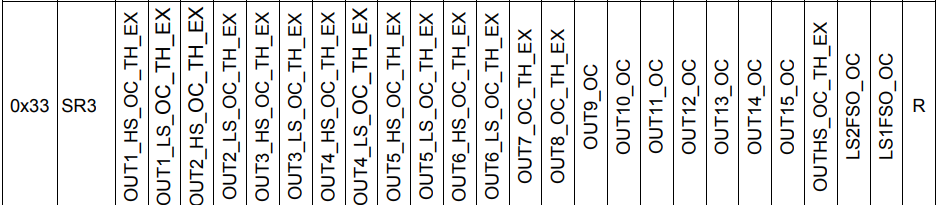 0x33
SR3
OUT1_HS_OC_TH_EX
OUT1_LS_OC_TH_EX
OUT2_HS_OC_TH_EX
OUT2_LS_OC_TH_EX
OUT3_HS_OC_TH_EX
OUT3_LS_OC_TH_EX
OUT4_HS_OC_TH_EX
OUT4_LS_OC_TH_EX
OUT5_HS_OC_TH_EX
OUT5_LS_OC_TH_EX
OUT6_HS_OC_TH_EX
OUT6_LS_OC_TH_EX
OUT7_OC_TH_EX
OUT8_OC_TH_EX
OUT9_OC
OUT10_OC
OUT11_OC
OUT12_OC
OUT13_OC
OUT14_OC
OUT15_OC
OUTHS_OC_TH_EX
LS2FSO_OC
LS1FSO_OC
R